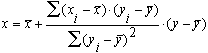 x = x̅ + ∑(xᵢ − x̅)·(yᵢ − y̅) / ∑(yᵢ − y̅)² ·(y − y̅)